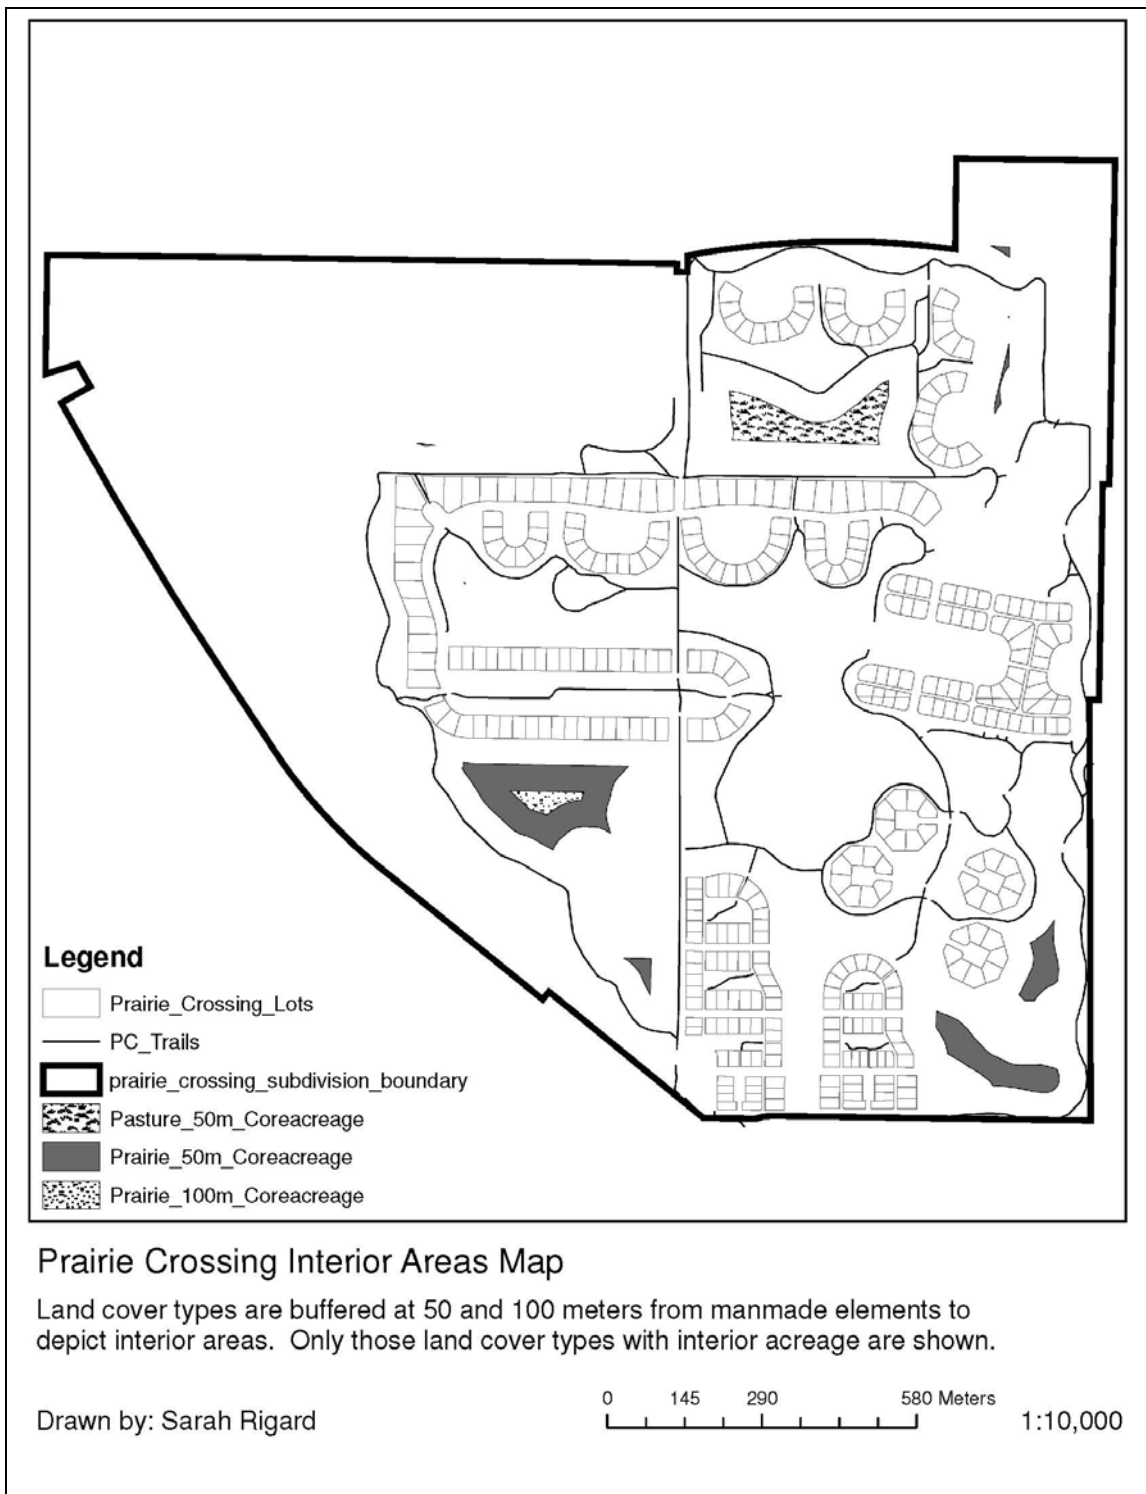 Legend
Prairie_Crossing_Lots
PC_Trails
prairie_crossing_subdivision_boundary
Pasture_50m_Coreacreage
Prairie_50m_Coreacreage
Prairie_100m_Coreacreage
Prairie Crossing Interior Areas Map
Land cover types are buffered at 50 and 100 meters from manmade elements to
depict interior areas. Only those land cover types with interior acreage are shown.
0 145 290 580 Meters
Drawn by: Sarah Rigard 1:10,000